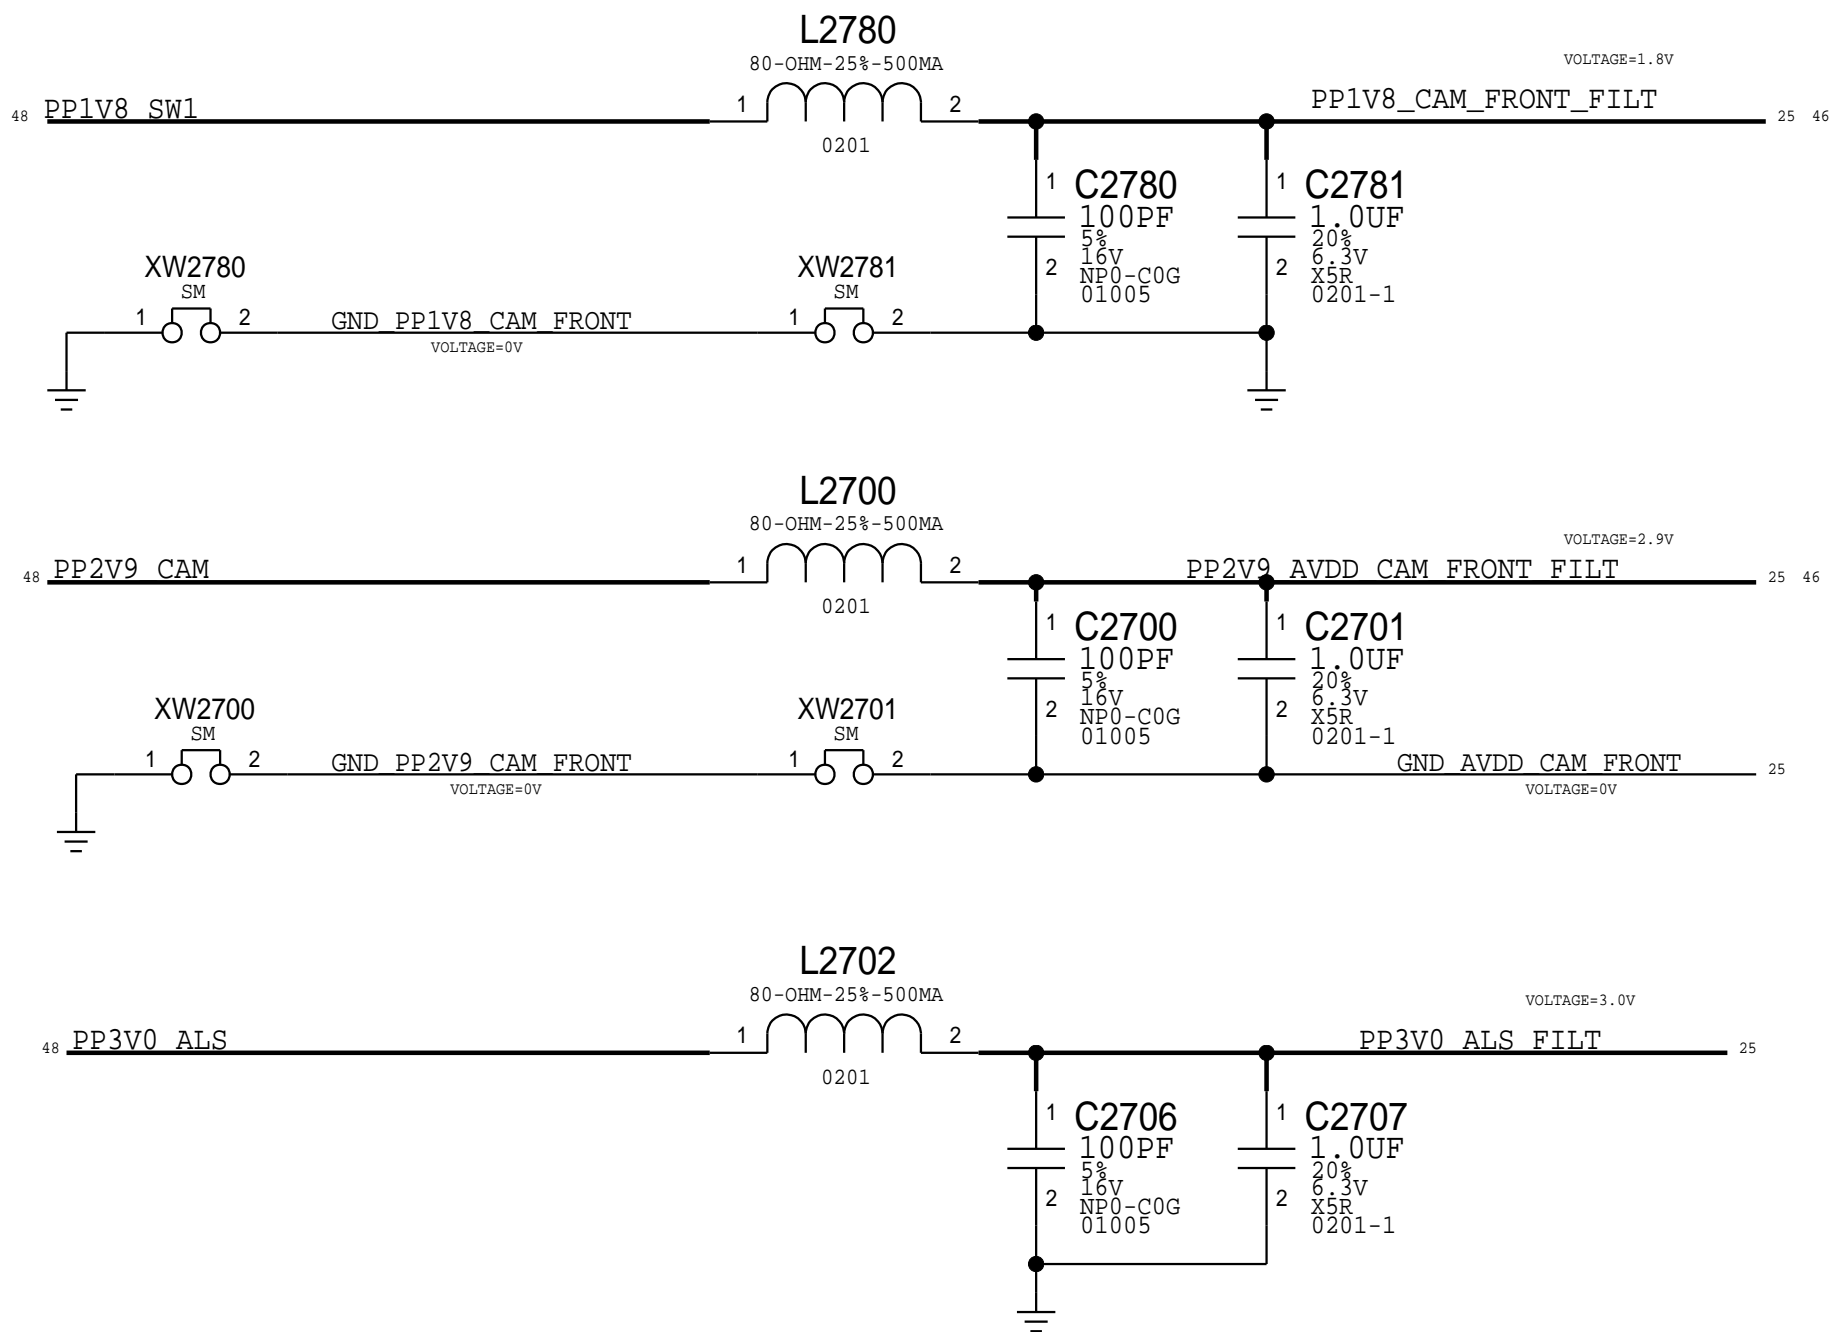 L2780
80-OHM-25%-500MA
VOLTAGE=1.8V
48 PP1V8_SW1 1 2 PP1V8_CAM_FRONT_FILT 25 46
0201
1 C2780 1 C2781
100PF 1.0UF
5% 20%
16V 6.3V
2 NP0-C0G 2 X5R
01005 0201-1
XW2780 XW2781
SM SM
1 2 GND_PP1V8_CAM_FRONT 1 2
VOLTAGE=0V
L2700
80-OHM-25%-500MA
VOLTAGE=2.9V
48 PP2V9_CAM 1 2 PP2V9_AVDD_CAM_FRONT_FILT 25 46
0201
1 C2700 1 C2701
100PF 1.0UF
5% 20%
16V 6.3V
2 NP0-C0G 2 X5R
01005 0201-1
XW2700 XW2701
SM SM
1 2 GND_PP2V9_CAM_FRONT 1 2 GND_AVDD_CAM_FRONT 25
VOLTAGE=0V VOLTAGE=0V
L2702
80-OHM-25%-500MA
VOLTAGE=3.0V
48 PP3V0_ALS 1 2 PP3V0_ALS_FILT 25
0201
1 C2706 1 C2707
100PF 1.0UF
5% 20%
16V 6.3V
2 NP0-C0G 2 X5R
01005 0201-1